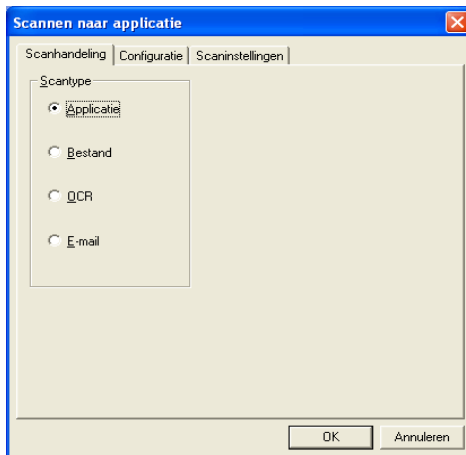 Scannen naar applicatie
Scanhandeling Configuratie Scaninstellingen
Scantype
Applicatie
Bestand
OCR
E-mail
OK Annuleren